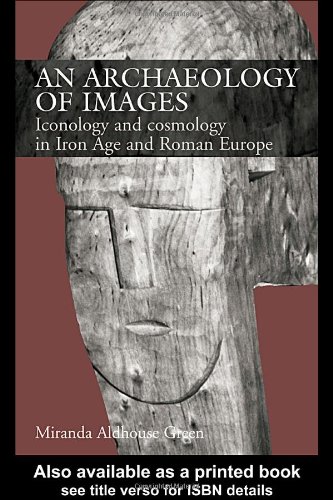 AN ARCHAEOLOGY
OF IMAGES
Iconology and cosmology
in Iron Age and Roman Europe
Miranda Aldhouse Green
Also available as a printed book
see title verso for ISBN details